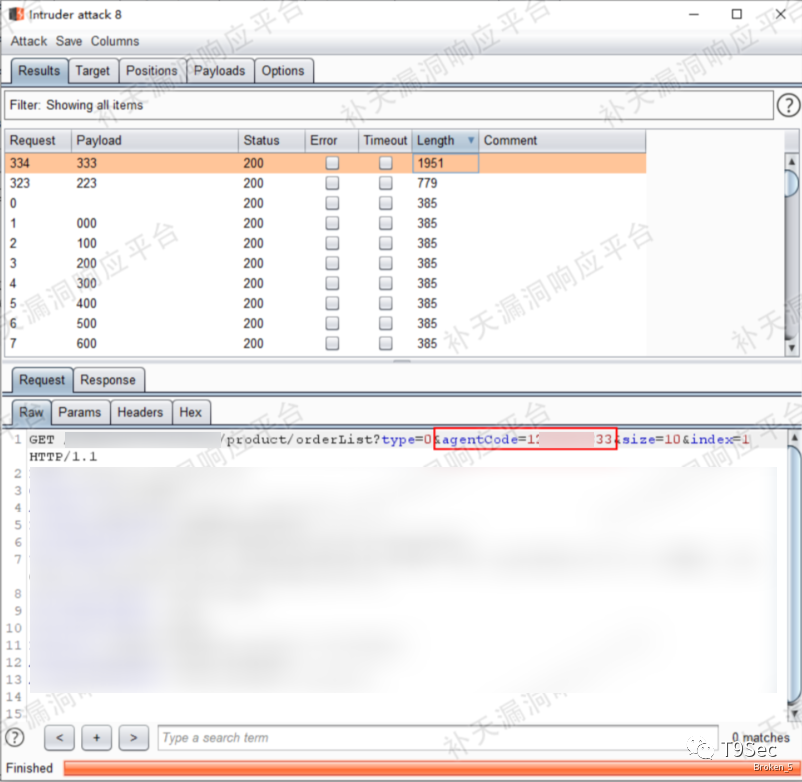 Intruder attack 8
Attack Save Columns
Results Target Positions Payloads Options
Filter: Showing all items ?
Request Payload Status Error Timeout Length Comment
334 333 200 1951
323 223 200 779
0 200 385
1 000 200 385
2 100 200 385
3 200 200 385
4 300 200 385
5 400 200 385
6 500 200 385
7 600 200 385
Request Response
Raw Params Headers Hex
1 GET /product/orderList?type=0&agentCode=12 33&size=10&index=1
HTTP/1.1
2
3
4
5
6
7
8
9
10
11
12
13
14
15
? < + > Type a search term 0 matches
T9Sec
Finished
Broken_5
补天漏洞响应平台